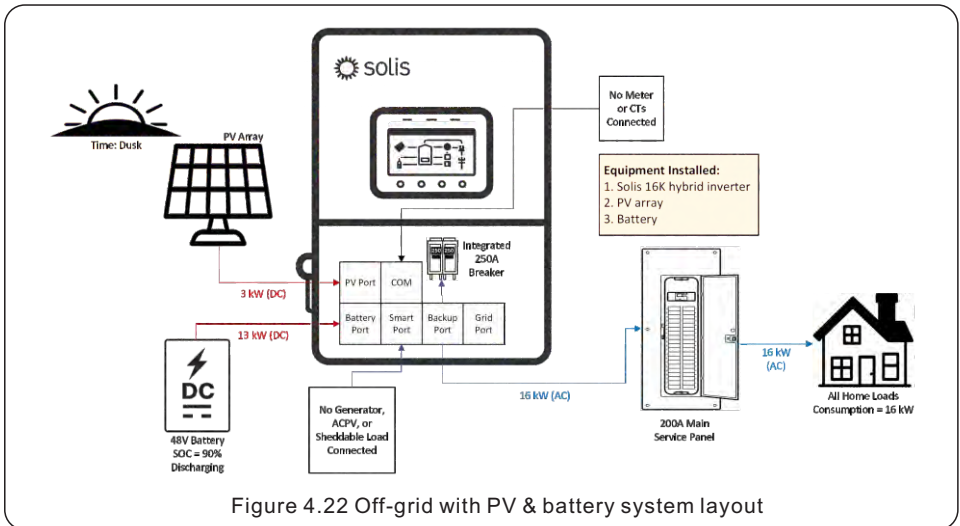 solis
Time: Dusk
PV Array
No Meter
or CTs
Connected
Equipment Installed:
1. Solis 16K hybrid inverter
2. PV array
3. Battery
Integrated
250A
Breaker
250
250
PV Port
COM
3 kW (DC)
Battery
Port
Smart
Port
Backup
Port
Grid
Port
13 kW (DC)
DC
48V Battery
SOC = 90%
Discharging
No Generator,
ACPV, or
Sheddable Load
Connected
16 kW (AC)
200A Main
Service Panel
16 kW
(AC)
All Home Loads
Consumption = 16 kW
Figure 4.22 Off-grid with PV & battery system layout